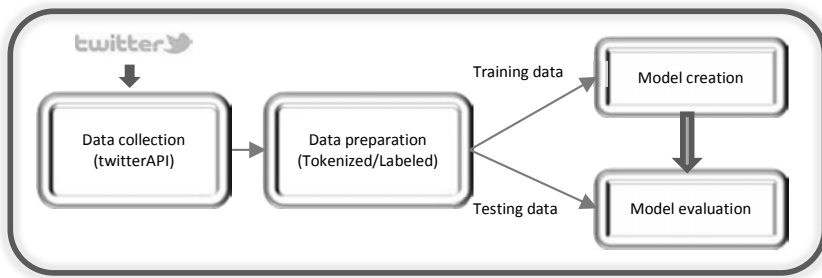 twitter
Training data
Model creation
Data collection
(twitterAPI)
Data preparation
(Tokenized/Labeled)
Testing data
Model evaluation